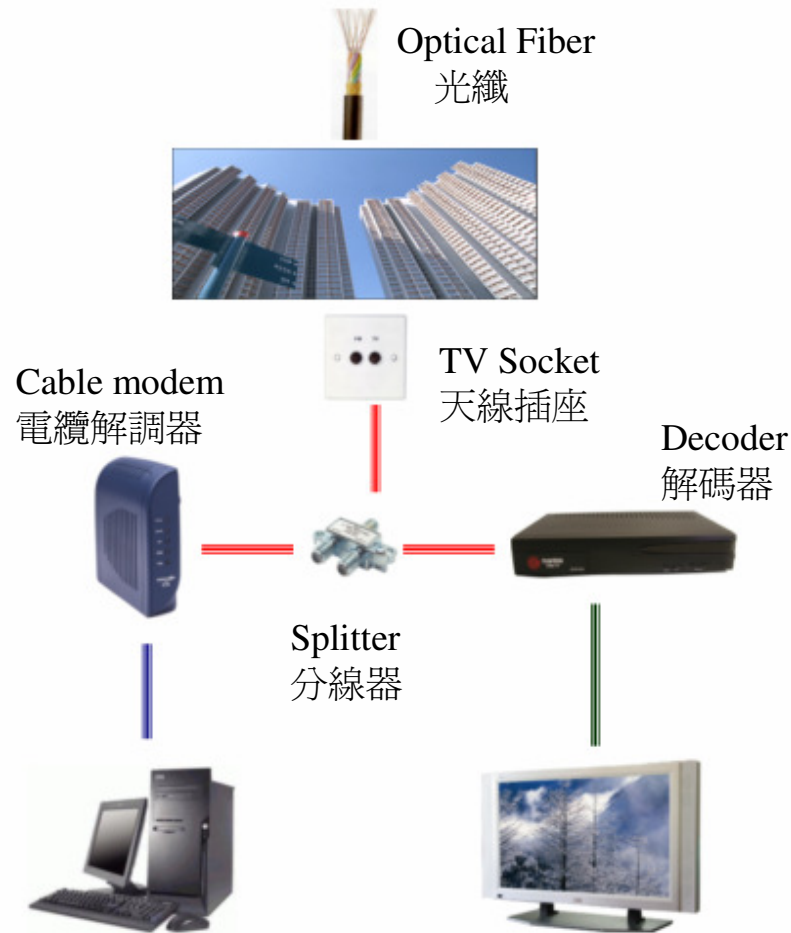 Optical Fiber
光纖
TV Socket
天線插座
Cable modem
電纜解調器
Decoder
解碼器
Splitter
分線器